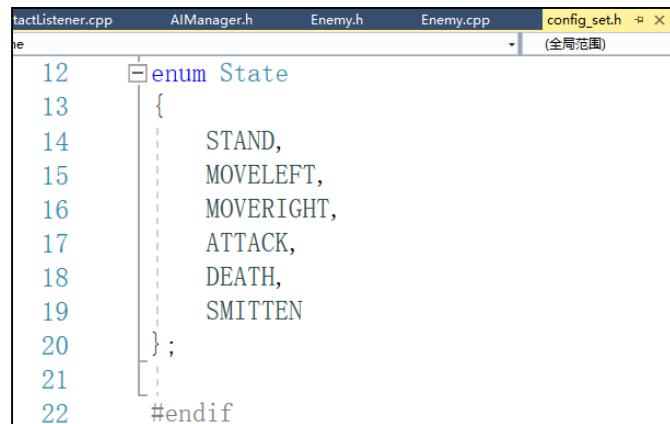 tactListener.cpp AIManager.h Enemy.h Enemy.cpp config_set.h
(全局范围)
12 enum State
13 {
14 STAND,
15 MOVELEFT,
16 MOVERIGHT,
17 ATTACK,
18 DEATH,
19 SMITTEN
20 };
21
22 #endif